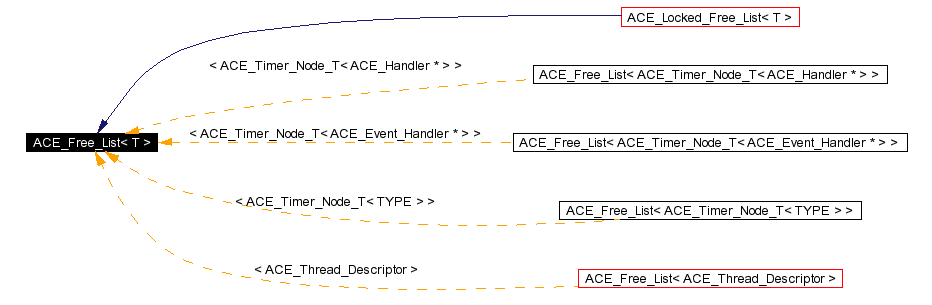 ACE_Locked_Free_List< T >
< ACE_Timer_Node_T< ACE_Handler * > >
ACE_Free_List< ACE_Timer_Node_T< ACE_Handler * > >
< ACE_Timer_Node_T< ACE_Event_Handler * > >
ACE_Free_List< T >
ACE_Free_List< ACE_Timer_Node_T< ACE_Event_Handler * > >
< ACE_Timer_Node_T< TYPE > >
ACE_Free_List< ACE_Timer_Node_T< TYPE > >
< ACE_Thread_Descriptor >
ACE_Free_List< ACE_Thread_Descriptor >